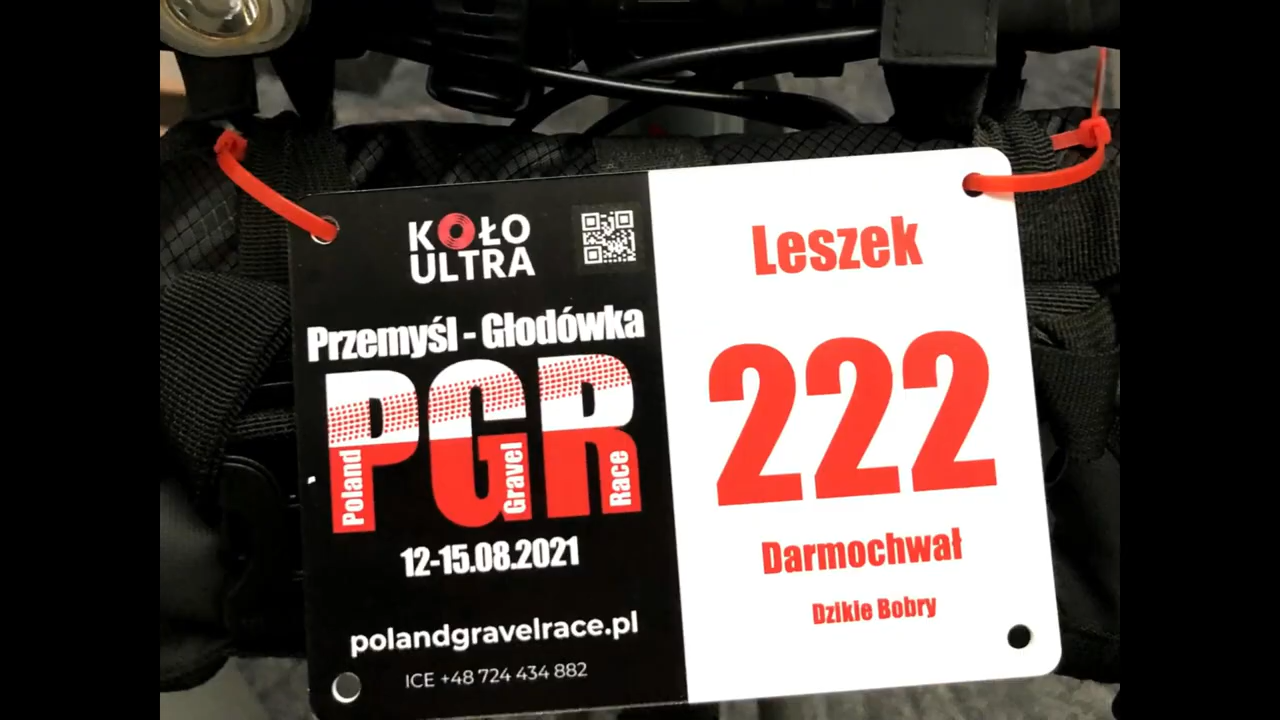 KOŁO
ULTRA
Przemyśl - Głodówka
PGR
Poland
Gravel
Race
12-15.08.2021
polandgravelrace.pl
ICE +48 724 434 882
Leszek
222
Darmochwał
Dzikie Bobry